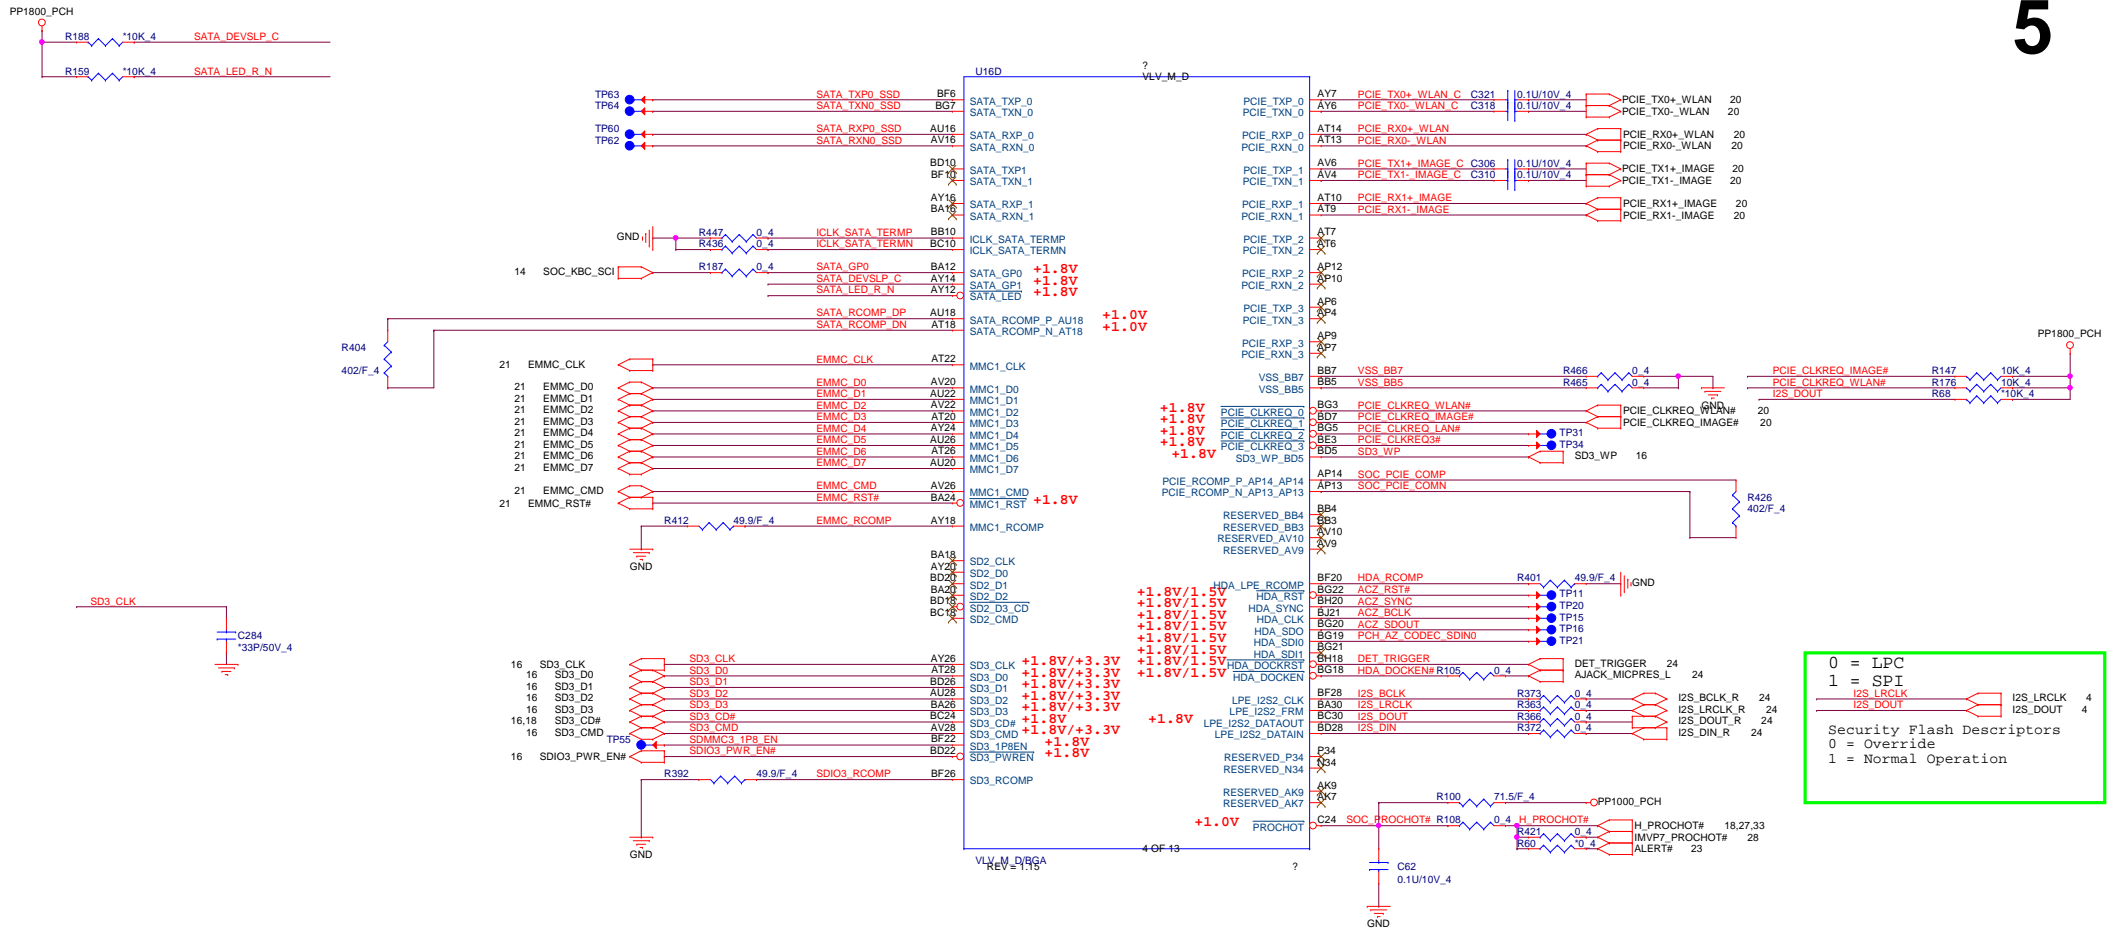 5
PP1800_PCH
R188 *10K_4 SATA_DEVSLP_C
R159 *10K_4 SATA_LED_R_N
U16D
?
VLV_M_D
TP63 SATA_TXP0_SSD BF6 SATA_TXP_0
TP64 SATA_TXN0_SSD BG7 SATA_TXN_0
TP60 SATA_RXP0_SSD AU16 SATA_RXP_0
TP62 SATA_RXN0_SSD AV16 SATA_RXN_0
BD10 SATA_TXP1
BF10 SATA_TXN_1
AY16 SATA_RXP_1
BA16 SATA_RXN_1
GND R447 0_4 ICLK_SATA_TERMP BB10 ICLK_SATA_TERMP
R436 0_4 ICLK_SATA_TERMN BC10 ICLK_SATA_TERMN
14 SOC_KBC_SCI R187 0_4 SATA_GP0 BA12 SATA_GP0 +1.8V
SATA_DEVSLP_C AY14 SATA_GP1 +1.8V
SATA_LED_R_N AY12 SATA_LED +1.8V
SATA_RCOMP_DP AU18 SATA_RCOMP_P_AU18 +1.0V
SATA_RCOMP_DN AT18 SATA_RCOMP_N_AT18 +1.0V
R404
402/F_4
21 EMMC_CLK EMMC_CLK AT22 MMC1_CLK
21 EMMC_D0 EMMC_D0 AV20 MMC1_D0
21 EMMC_D1 EMMC_D1 AU22 MMC1_D1
21 EMMC_D2 EMMC_D2 AV22 MMC1_D2
21 EMMC_D3 EMMC_D3 AT20 MMC1_D3
21 EMMC_D4 EMMC_D4 AY24 MMC1_D4
21 EMMC_D5 EMMC_D5 AU26 MMC1_D5
21 EMMC_D6 EMMC_D6 AT26 MMC1_D6
21 EMMC_D7 EMMC_D7 AU20 MMC1_D7
21 EMMC_CMD EMMC_CMD AV26 MMC1_CMD
21 EMMC_RST# EMMC_RST# BA24 MMC1_RST +1.8V
R412 49.9/F_4 EMMC_RCOMP AY18 MMC1_RCOMP
GND
BA18 SD2_CLK
AY20 SD2_D0
BD20 SD2_D1
BA20 SD2_D2
BD18 SD2_D3_CD
BC18 SD2_CMD
SD3_CLK
C284
*33P/50V_4
16 SD3_CLK SD3_CLK AY26 SD3_CLK +1.8V/+3.3V
16 SD3_D0 SD3_D0 AT28 SD3_D0 +1.8V/+3.3V
16 SD3_D1 SD3_D1 BD26 SD3_D1 +1.8V/+3.3V
16 SD3_D2 SD3_D2 AU28 SD3_D2 +1.8V/+3.3V
16 SD3_D3 SD3_D3 BA26 SD3_D3 +1.8V/+3.3V
16,18 SD3_CD# SD3_CD# BC24 SD3_CD# +1.8V
16 SD3_CMD SD3_CMD AV28 SD3_CMD +1.8V/+3.3V
TP55 SDMMC3_1P8_EN BF22 SD3_1P8EN +1.8V
16 SDIO3_PWR_EN# SDIO3_PWR_EN# BD22 SD3_PWREN +1.8V
R392 49.9/F_4 SDIO3_RCOMP BF26 SD3_RCOMP
GND
VLV_M_D/BGA
REV = 1.15
4 OF 13
?
PCIE_TXP_0 AY7 PCIE_TX0+_WLAN_C C321 0.1U/10V_4 PCIE_TX0+_WLAN 20
PCIE_TXN_0 AY6 PCIE_TX0-_WLAN_C C318 0.1U/10V_4 PCIE_TX0-_WLAN 20
PCIE_RXP_0 AT14 PCIE_RX0+_WLAN PCIE_RX0+_WLAN 20
PCIE_RXN_0 AT13 PCIE_RX0-_WLAN PCIE_RX0-_WLAN 20
PCIE_TXP_1 AV6 PCIE_TX1+_IMAGE_C C306 0.1U/10V_4 PCIE_TX1+_IMAGE 20
PCIE_TXN_1 AV4 PCIE_TX1-_IMAGE_C C310 0.1U/10V_4 PCIE_TX1-_IMAGE 20
PCIE_RXP_1 AT10 PCIE_RX1+_IMAGE PCIE_RX1+_IMAGE 20
PCIE_RXN_1 AT9 PCIE_RX1-_IMAGE PCIE_RX1-_IMAGE 20
PCIE_TXP_2 AT7
PCIE_TXN_2 AT6
PCIE_RXP_2 AP12
PCIE_RXN_2 AP10
PCIE_TXP_3 AP6
PCIE_TXN_3 AP4
PCIE_RXP_3 AP9
PCIE_RXN_3 AP7
VSS_BB7 BB7 VSS_BB7 R466 0_4
VSS_BB5 BB5 VSS_BB5 R465 0_4
GND
+1.8V PCIE_CLKREQ_0 BG3 PCIE_CLKREQ_WLAN# PCIE_CLKREQ_WLAN# 20
+1.8V PCIE_CLKREQ_1 BD7 PCIE_CLKREQ_IMAGE# PCIE_CLKREQ_IMAGE# 20
+1.8V PCIE_CLKREQ_2 BG5 PCIE_CLKREQ_LAN# TP31
+1.8V PCIE_CLKREQ_3 BE3 PCIE_CLKREQ3# TP34
+1.8V SD3_WP_BD5 BD5 SD3_WP SD3_WP 16
PCIE_RCOMP_P_AP14_AP14 AP14 SOC_PCIE_COMP
PCIE_RCOMP_N_AP13_AP13 AP13 SOC_PCIE_COMN
R426
402/F_4
RESERVED_BB4 BB4
RESERVED_BB3 BB3
RESERVED_AV10 AV10
RESERVED_AV9 AV9
HDA_LPE_RCOMP BF20 HDA_RCOMP R401 49.9/F_4 GND
+1.8V/1.5V HDA_RST BG22 ACZ_RST# TP11
+1.8V/1.5V HDA_SYNC BH20 ACZ_SYNC TP20
+1.8V/1.5V HDA_CLK BJ21 ACZ_BCLK TP15
+1.8V/1.5V HDA_SDO BG20 ACZ_SDOUT TP16
+1.8V/1.5V HDA_SDI0 BG19 PCH_AZ_CODEC_SDIN0 TP21
+1.8V/1.5V HDA_SDI1 BG21
+1.8V/1.5V HDA_DOCKRST BH18 DET_TRIGGER DET_TRIGGER 24
HDA_DOCKEN BG18 HDA_DOCKEN# R105 0_4 AJACK_MICPRES_L 24
LPE_I2S2_CLK BF28 I2S_BCLK R373 0_4 I2S_BCLK_R 24
LPE_I2S2_FRM BA30 I2S_LRCLK R363 0_4 I2S_LRCLK_R 24
+1.8V LPE_I2S2_DATAOUT BC30 I2S_DOUT R366 0_4 I2S_DOUT_R 24
LPE_I2S2_DATAIN BD28 I2S_DIN R372 0_4 I2S_DIN_R 24
RESERVED_P34 P34
RESERVED_N34 N34
RESERVED_AK9 AK9
RESERVED_AK7 AK7
R100 71.5/F_4 PP1000_PCH
+1.0V PROCHOT C24 SOC_PROCHOT# R108 0_4 H_PROCHOT# H_PROCHOT# 18,27,33
R421 0_4 IMVP7_PROCHOT# 28
R60 *0_4 ALERT# 23
C62
0.1U/10V_4
GND
PP1800_PCH
PCIE_CLKREQ_IMAGE# R147 10K_4
PCIE_CLKREQ_WLAN# R176 10K_4
I2S_DOUT R68 *10K_4
0 = LPC
1 = SPI
I2S_LRCLK I2S_LRCLK 4
I2S_DOUT I2S_DOUT 4
Security Flash Descriptors
0 = Override
1 = Normal Operation